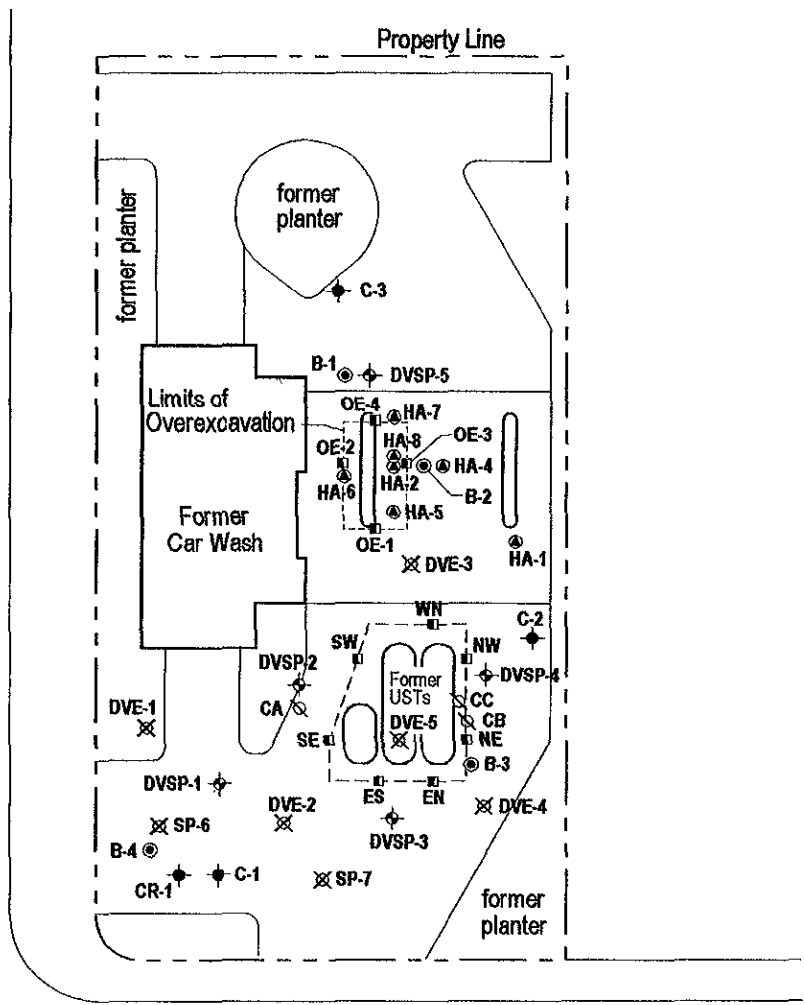 Property Line
former
planter
former planter
C-3
B-1
DVSP-5
Limits of
Overexcavation
OE-4
HA-7
OE-3
HA-8
OE-2
HA-4
HA-6
HA-2
B-2
Former
Car Wash
HA-5
OE-1
HA-1
DVE-3
WN
C-2
SW
NW
DVSP-2
Former
USTs
DVSP-4
CA
CC
DVE-1
DVE-5
CB
SE
NE
B-3
DVSP-1
ES
EN
DVE-2
DVE-4
SP-6
DVSP-3
B-4
CR-1
C-1
SP-7
former
planter